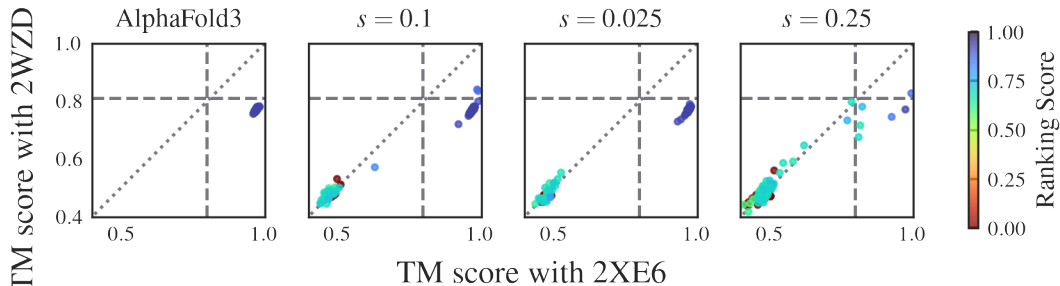 AlphaFold3 s = 0.1 s = 0.025 s = 0.25
TM score with 2WZD
1.0
0.8
0.6
0.4
0.5 1.0 0.5 1.0 0.5 1.0 0.5 1.0
TM score with 2XE6
1.00
0.75
0.50
0.25
0.00
Ranking Score